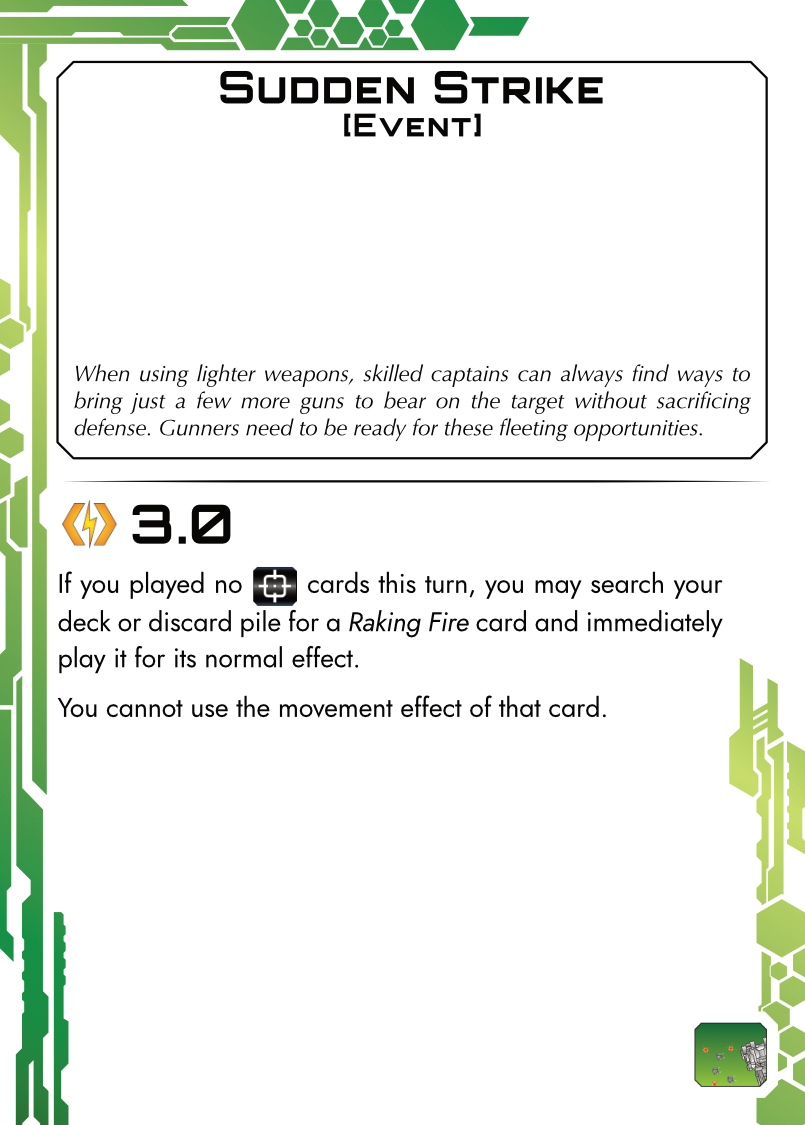 Sudden Strike
[Event]
When using lighter weapons, skilled captains can always find ways to
bring just a few more guns to bear on the target without sacrificing
defense. Gunners need to be ready for these fleeting opportunities.
3.0
If you played no cards this turn, you may search your
deck or discard pile for a Raking Fire card and immediately
play it for its normal effect.
You cannot use the movement effect of that card.